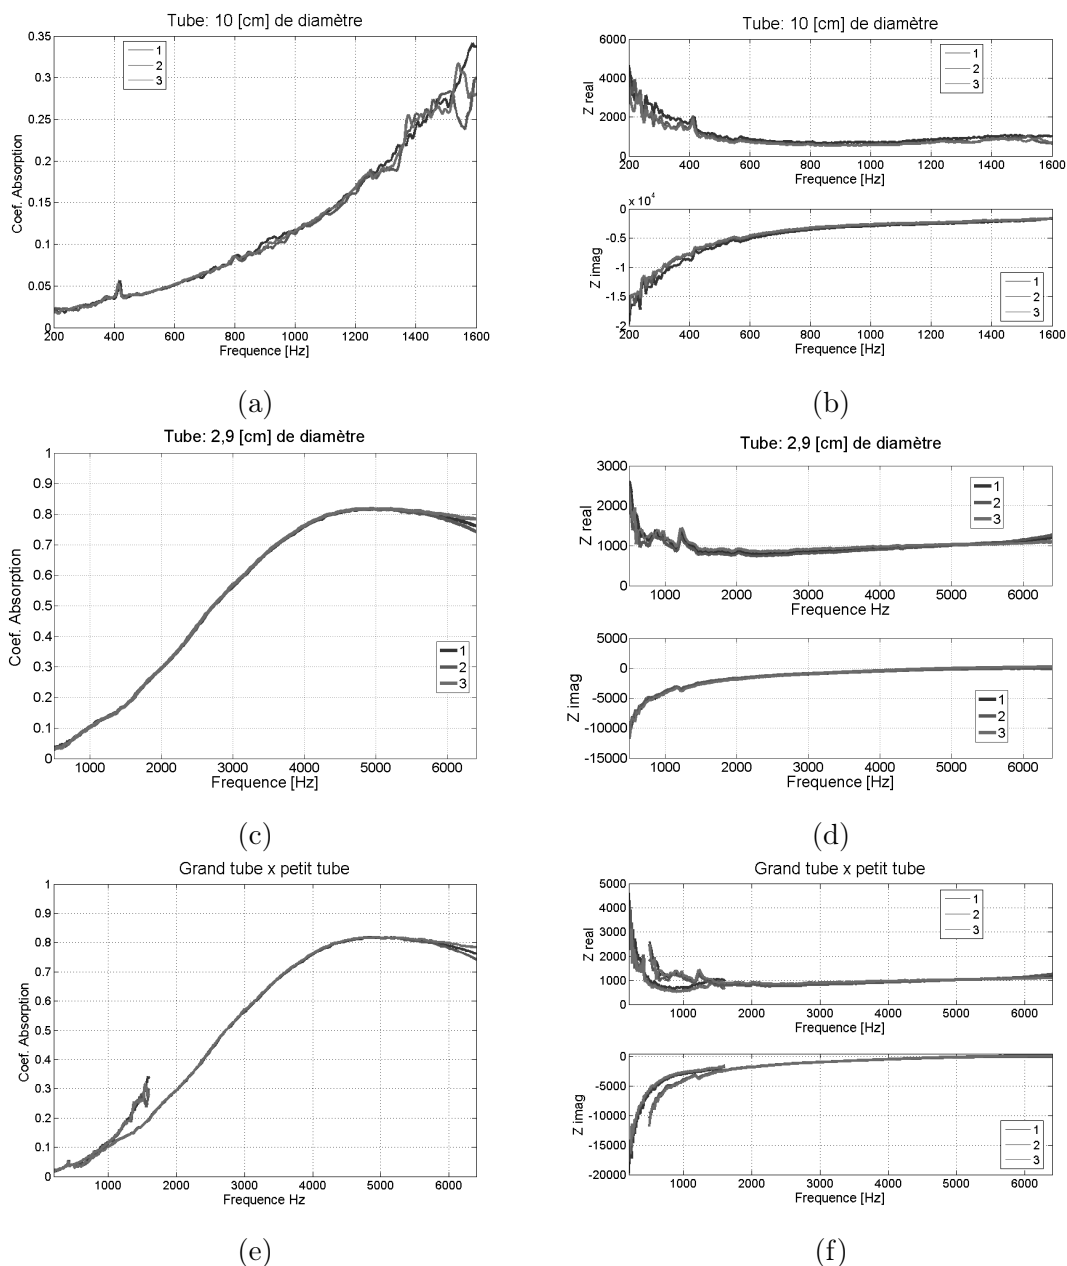 Tube: 10 [cm] de diamètre
0.35
0.3
0.25
0.2
0.15
0.1
0.05
0
Coef. Absorption
1
2
3
200 400 600 800 1000 1200 1400 1600
Frequence [Hz]
(a)
Tube: 10 [cm] de diamètre
6000
4000
2000
0
Z real
1
2
3
200 400 600 800 1000 1200 1400 1600
Frequence [Hz]
x 10⁴
0
-0.5
-1
-1.5
-2
Z imag
1
2
3
200 400 600 800 1000 1200 1400 1600
Frequence [Hz]
(b)
Tube: 2,9 [cm] de diamètre
1
0.9
0.8
0.7
0.6
0.5
0.4
0.3
0.2
0.1
0
Coef. Absorption
1
2
3
1000 2000 3000 4000 5000 6000
Frequence [Hz]
(c)
Tube: 2,9 [cm] de diamètre
3000
2000
1000
0
Z real
1
2
3
1000 2000 3000 4000 5000 6000
Frequence Hz
5000
0
-5000
-10000
-15000
Z imag
1
2
3
1000 2000 3000 4000 5000 6000
Frequence [Hz]
(d)
Grand tube x petit tube
1
0.9
0.8
0.7
0.6
0.5
0.4
0.3
0.2
0.1
0
Coef. Absorption
1000 2000 3000 4000 5000 6000
Frequence Hz
(e)
Grand tube x petit tube
5000
4000
3000
2000
1000
0
Z real
1
2
3
1000 2000 3000 4000 5000 6000
Frequence [Hz]
0
-5000
-10000
-15000
-20000
Z imag
1
2
3
1000 2000 3000 4000 5000 6000
Frequence [Hz]
(f)